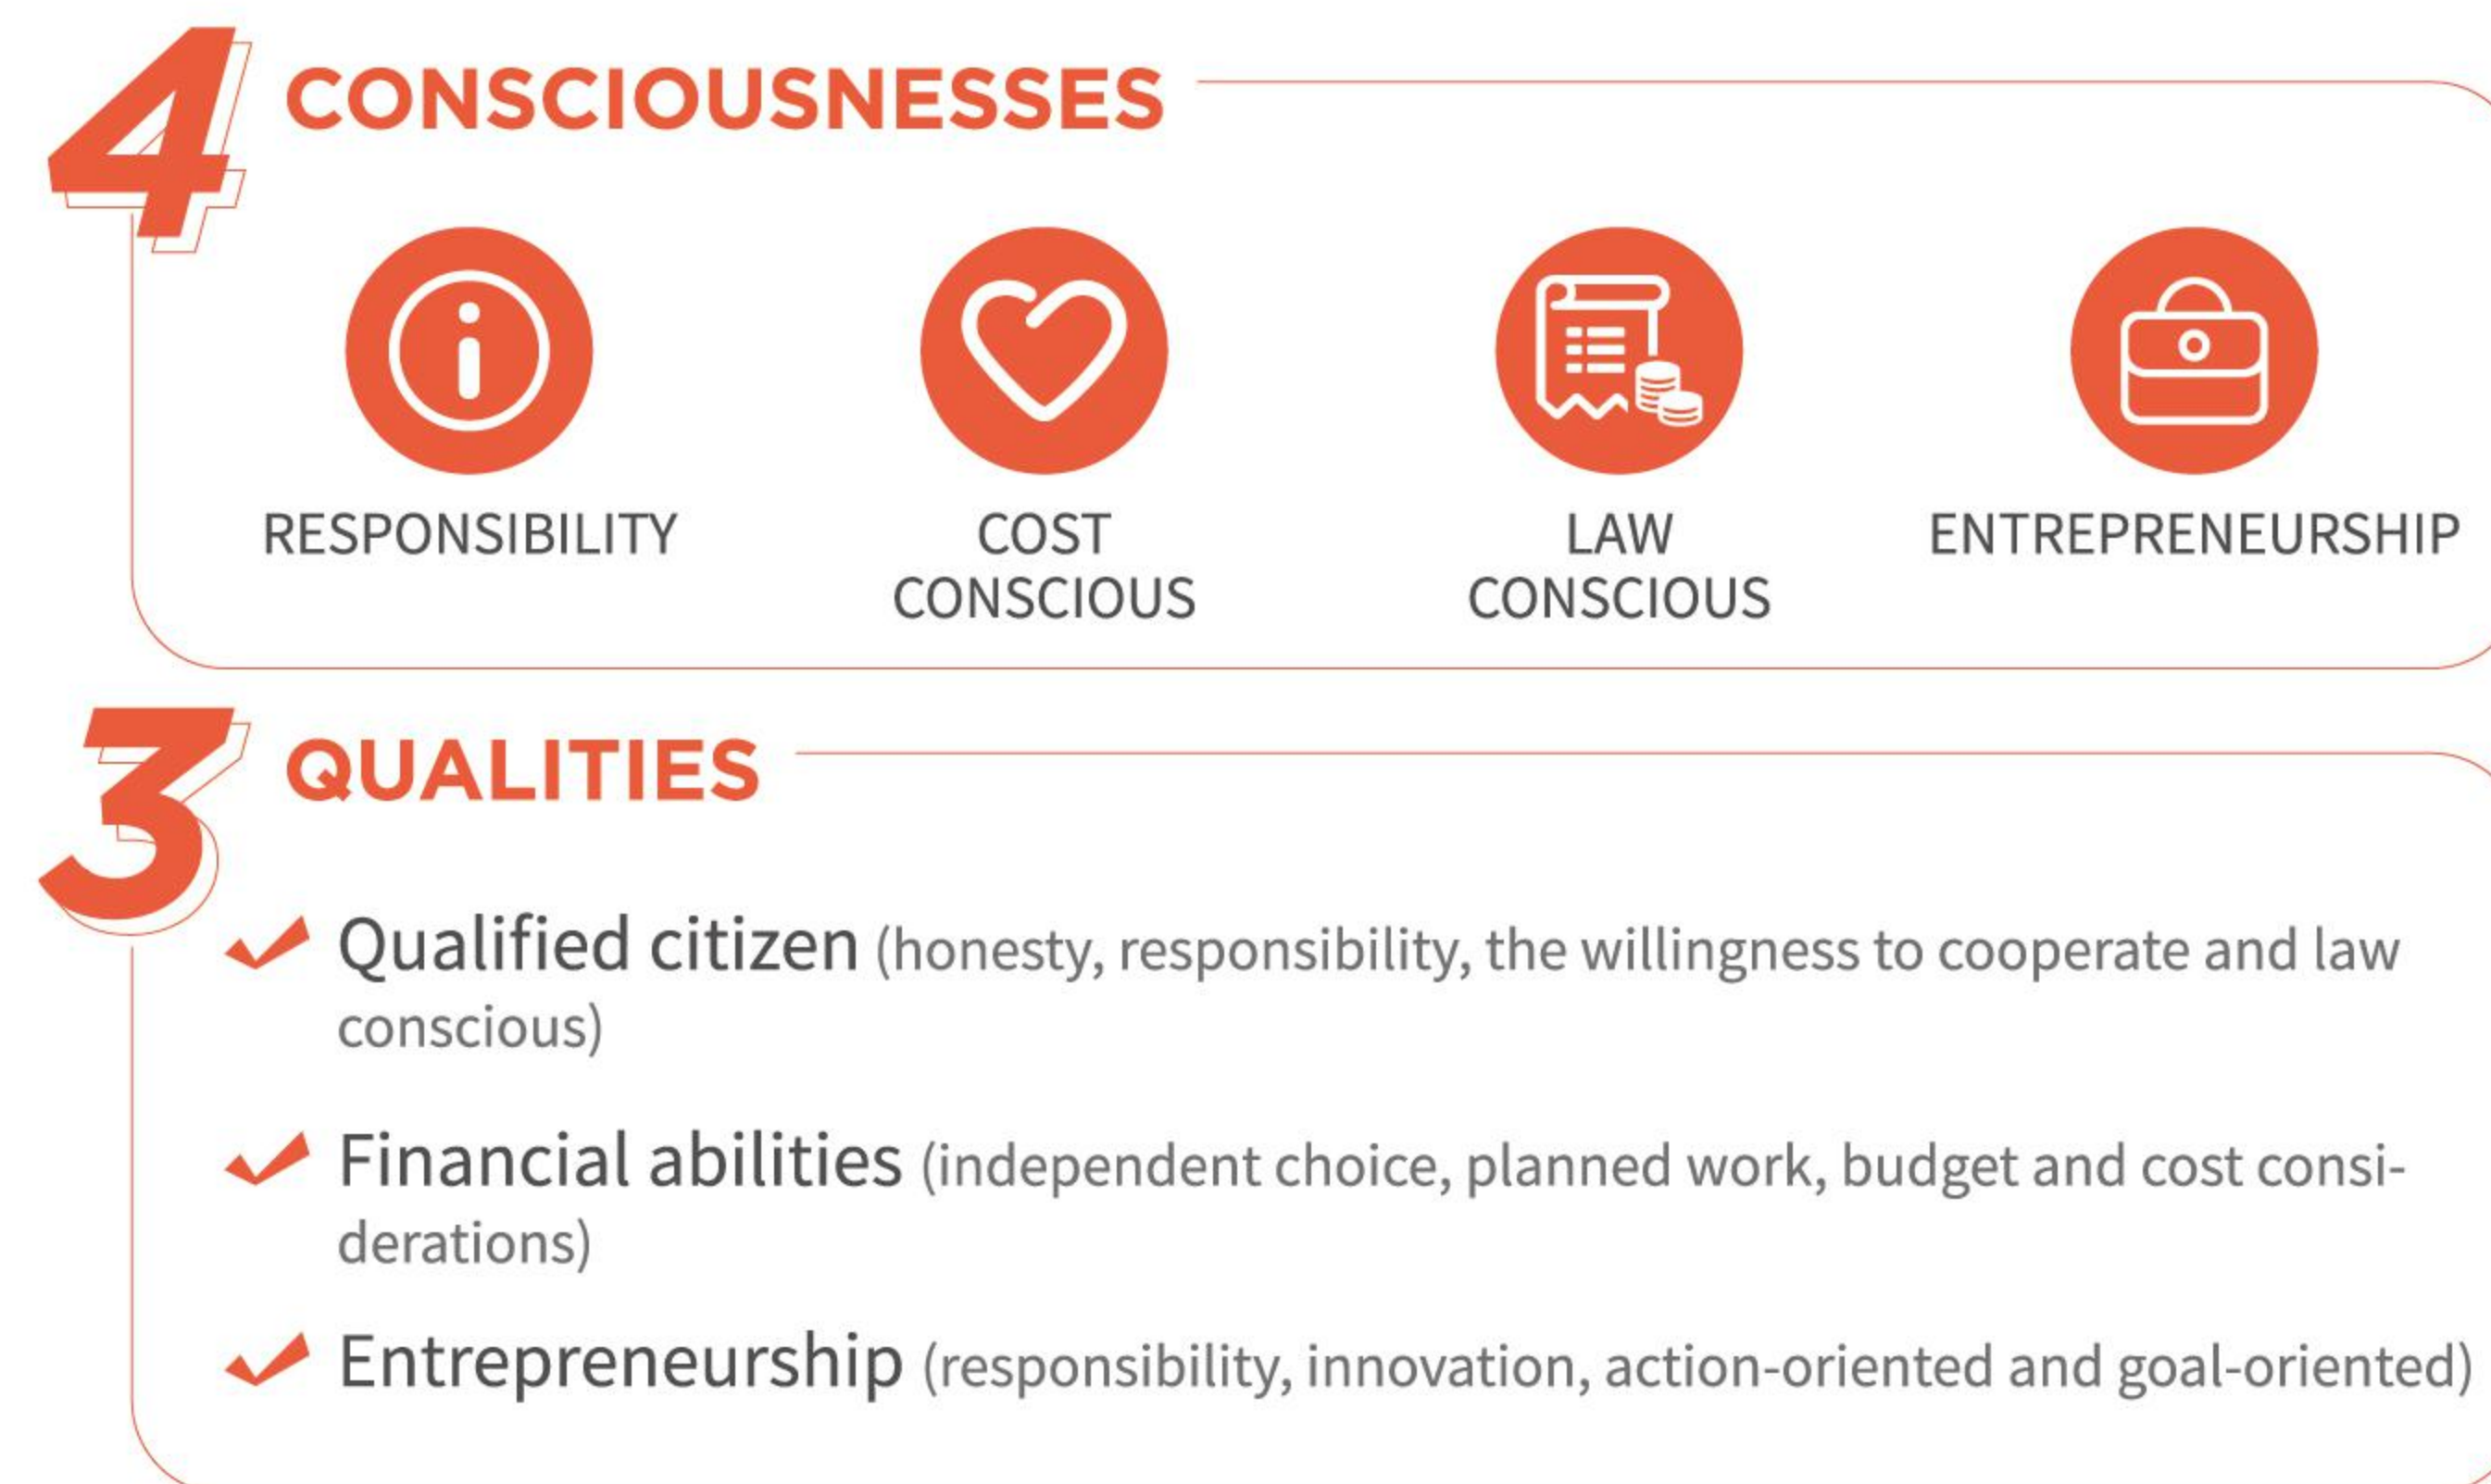 4 CONSCIOUSNESSES
RESPONSIBILITY
COST
CONSCIOUS
LAW
CONSCIOUS
ENTREPRENEURSHIP
3 QUALITIES
Qualified citizen (honesty, responsibility, the willingness to cooperate and law
conscious)
Financial abilities (independent choice, planned work, budget and cost consi-
derations)
Entrepreneurship (responsibility, innovation, action-oriented and goal-oriented)